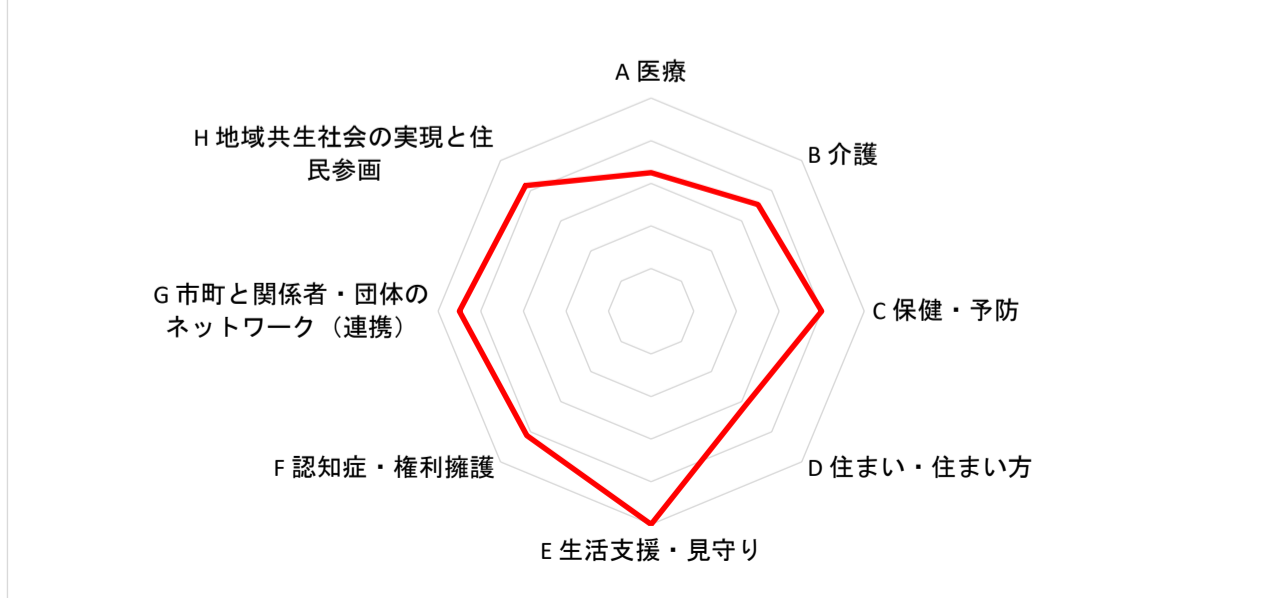 A 医療
B 介護
C 保健・予防
D 住まい・住まい方
E 生活支援・見守り
F 認知症・権利擁護
G 市町と関係者・団体の
ネットワーク（連携）
H 地域共生社会の実現と住
民参画